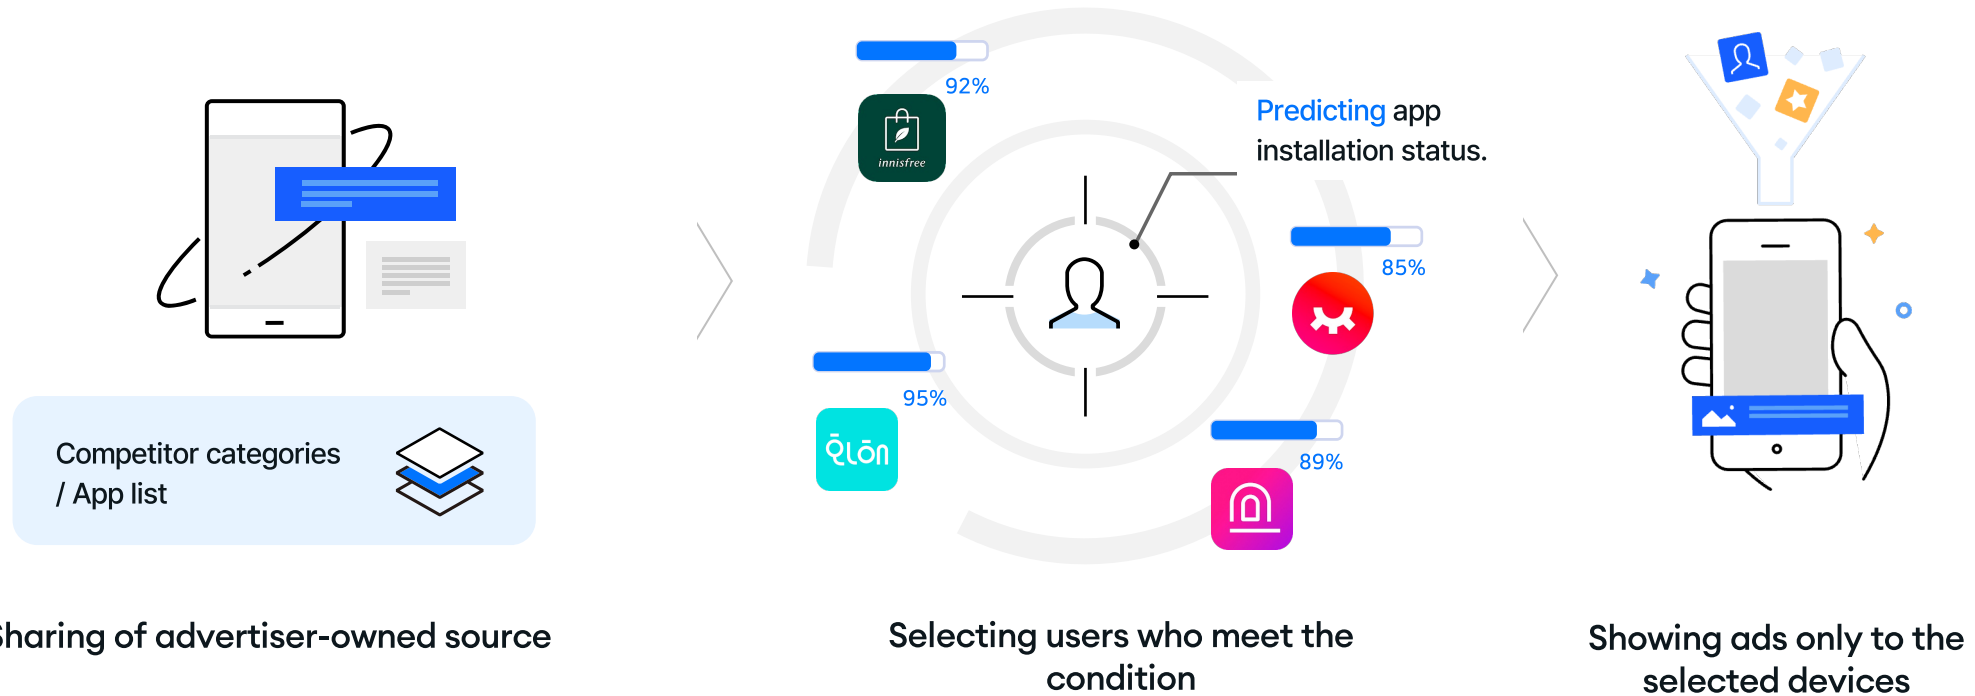 92%
innisfree
Predicting app
installation status.
85%
95%
Qlōn
89%
Competitor categories
/ App list
Sharing of advertiser-owned source
Selecting users who meet the
condition
Showing ads only to the
selected devices